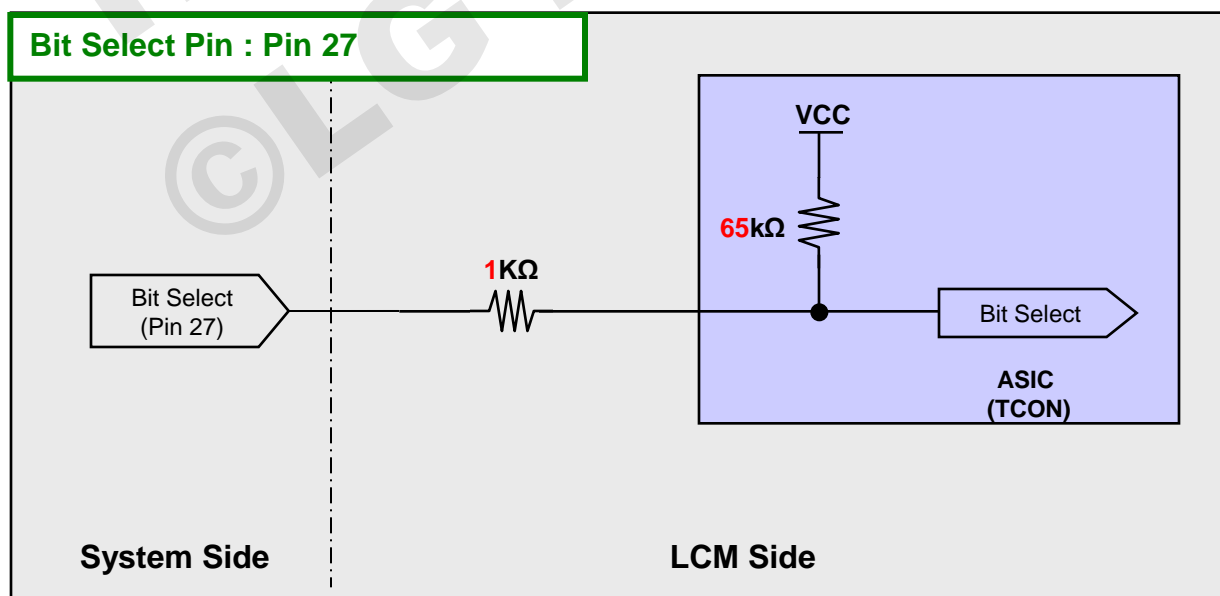 Bit Select Pin : Pin 27
©LG
VCC
65kΩ
1KΩ
Bit Select
(Pin 27)
Bit Select
ASIC
(TCON)
System Side
LCM Side